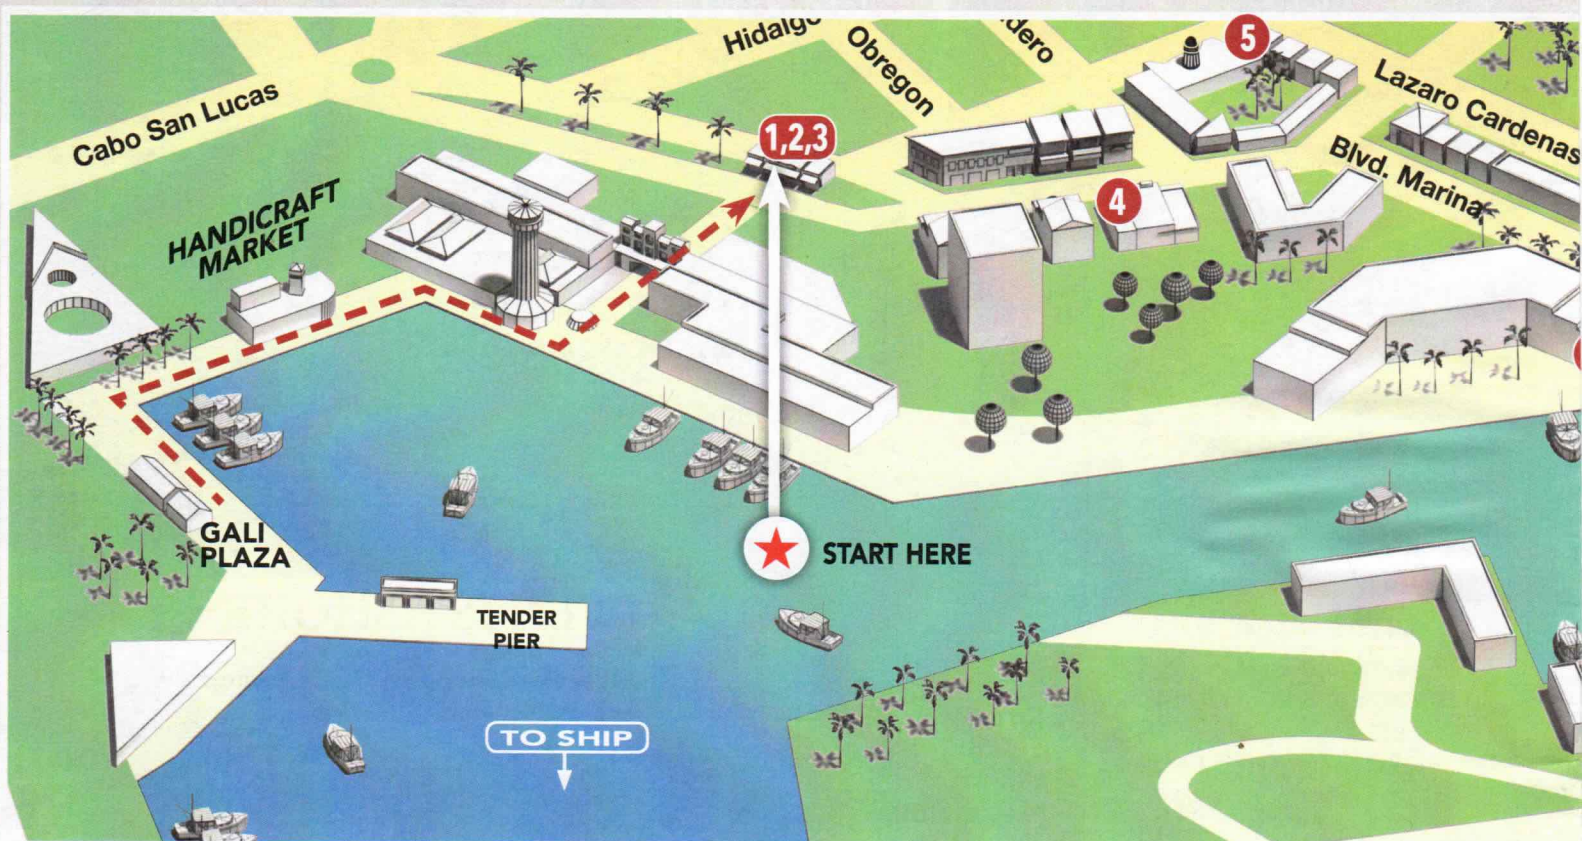 Hidalgo
Obregon
5
Lazaro Cardenas
Cabo San Lucas
1,2,3
Blvd. Marina
4
HANDICRAFT
MARKET
GALI
PLAZA
START HERE
TENDER
PIER
TO SHIP